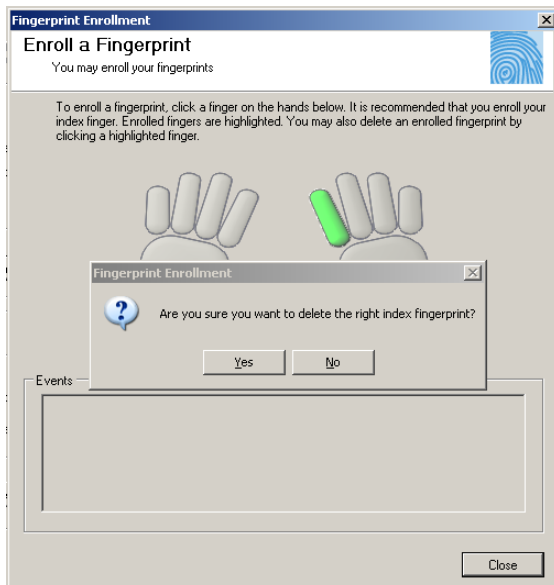 Fingerprint Enrollment
Enroll a Fingerprint
You may enroll your fingerprints
To enroll a fingerprint, click a finger on the hands below. It is recommended that you enroll your
index finger. Enrolled fingers are highlighted. You may also delete an enrolled fingerprint by
clicking a highlighted finger.
Fingerprint Enrollment
Are you sure you want to delete the right index fingerprint?
Yes
No
Events
Close